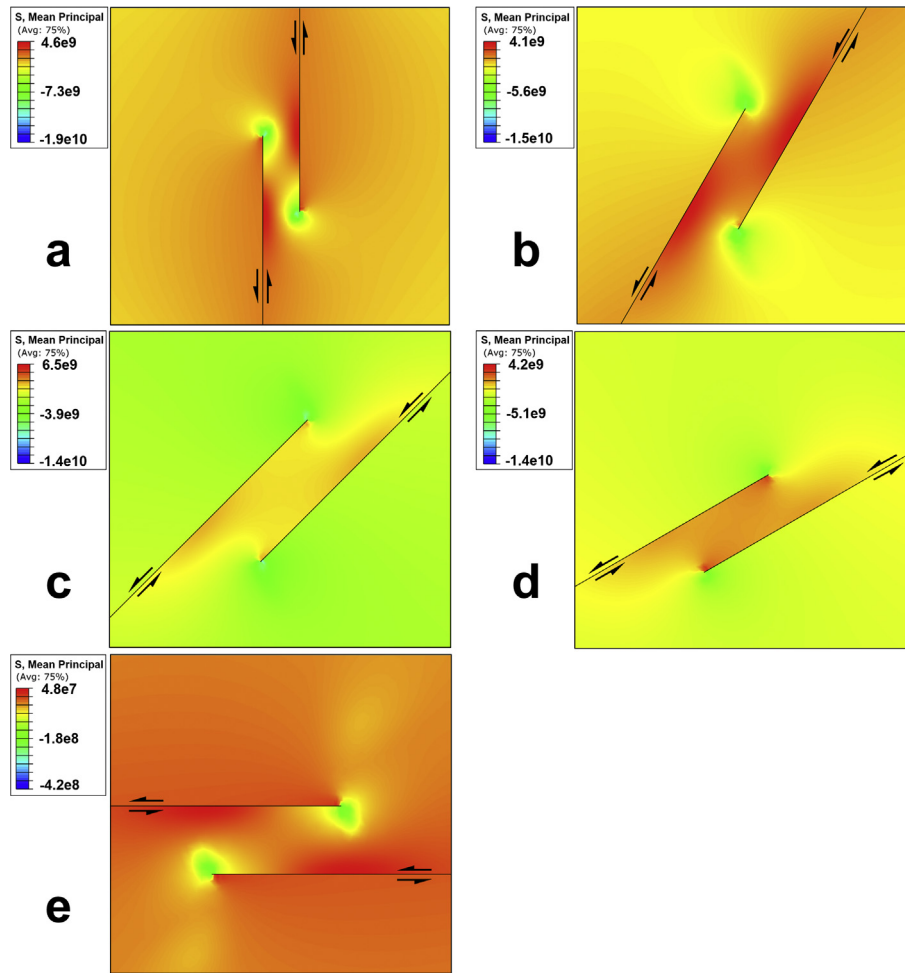 S, Mean Principal
(Avg: 75%)
4.6e9
-7.3e9
-1.9e10
a
S, Mean Principal
(Avg: 75%)
4.1e9
-5.6e9
-1.5e10
b
S, Mean Principal
(Avg: 75%)
6.5e9
-3.9e9
-1.4e10
c
S, Mean Principal
(Avg: 75%)
4.2e9
-5.1e9
-1.4e10
d
S, Mean Principal
(Avg: 75%)
4.8e7
-1.8e8
-4.2e8
e